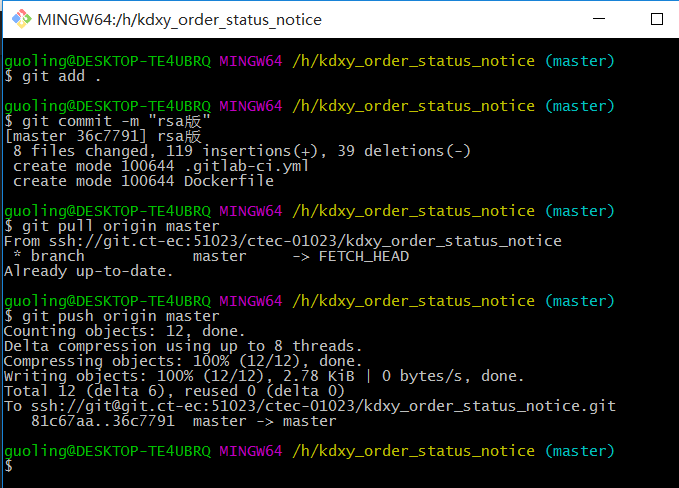 MINGW64:/h/kdxy_order_status_notice
guoling@DESKTOP-TE4UBRQ MINGW64 /h/kdxy_order_status_notice (master)
$ git add .
guoling@DESKTOP-TE4UBRQ MINGW64 /h/kdxy_order_status_notice (master)
$ git commit -m "rsa版"
[master 36c7791] rsa版
 8 files changed, 119 insertions(+), 39 deletions(-)
 create mode 100644 .gitlab-ci.yml
 create mode 100644 Dockerfile
guoling@DESKTOP-TE4UBRQ MINGW64 /h/kdxy_order_status_notice (master)
$ git pull origin master
From ssh://git.ct-ec:51023/ctec-01023/kdxy_order_status_notice
 * branch            master     -> FETCH_HEAD
Already up-to-date.
guoling@DESKTOP-TE4UBRQ MINGW64 /h/kdxy_order_status_notice (master)
$ git push origin master
Counting objects: 12, done.
Delta compression using up to 8 threads.
Compressing objects: 100% (12/12), done.
Writing objects: 100% (12/12), 2.78 KiB | 0 bytes/s, done.
Total 12 (delta 6), reused 0 (delta 0)
To ssh://git@git.ct-ec:51023/ctec-01023/kdxy_order_status_notice.git
   81c67aa..36c7791  master -> master
guoling@DESKTOP-TE4UBRQ MINGW64 /h/kdxy_order_status_notice (master)
$